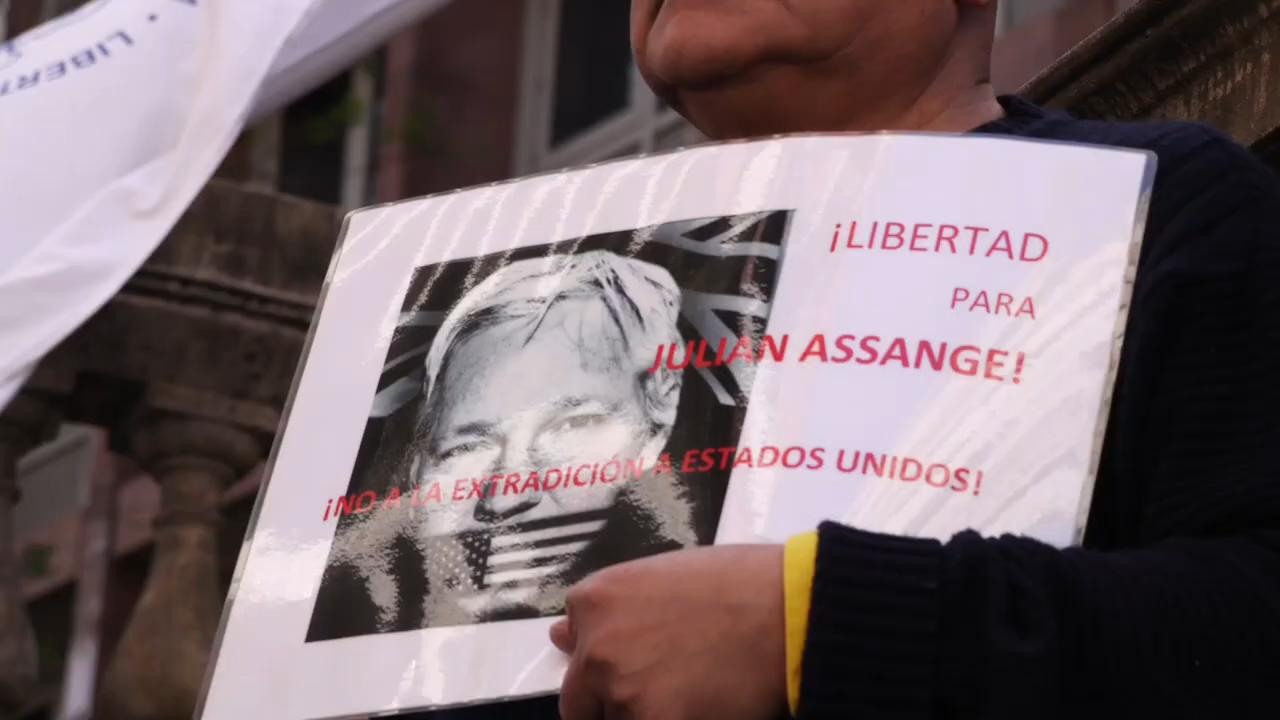 ¡LIBERTAD
PARA
JULIAN ASSANGE!
¡NO A LA EXTRADICIÓN A ESTADOS UNIDOS!